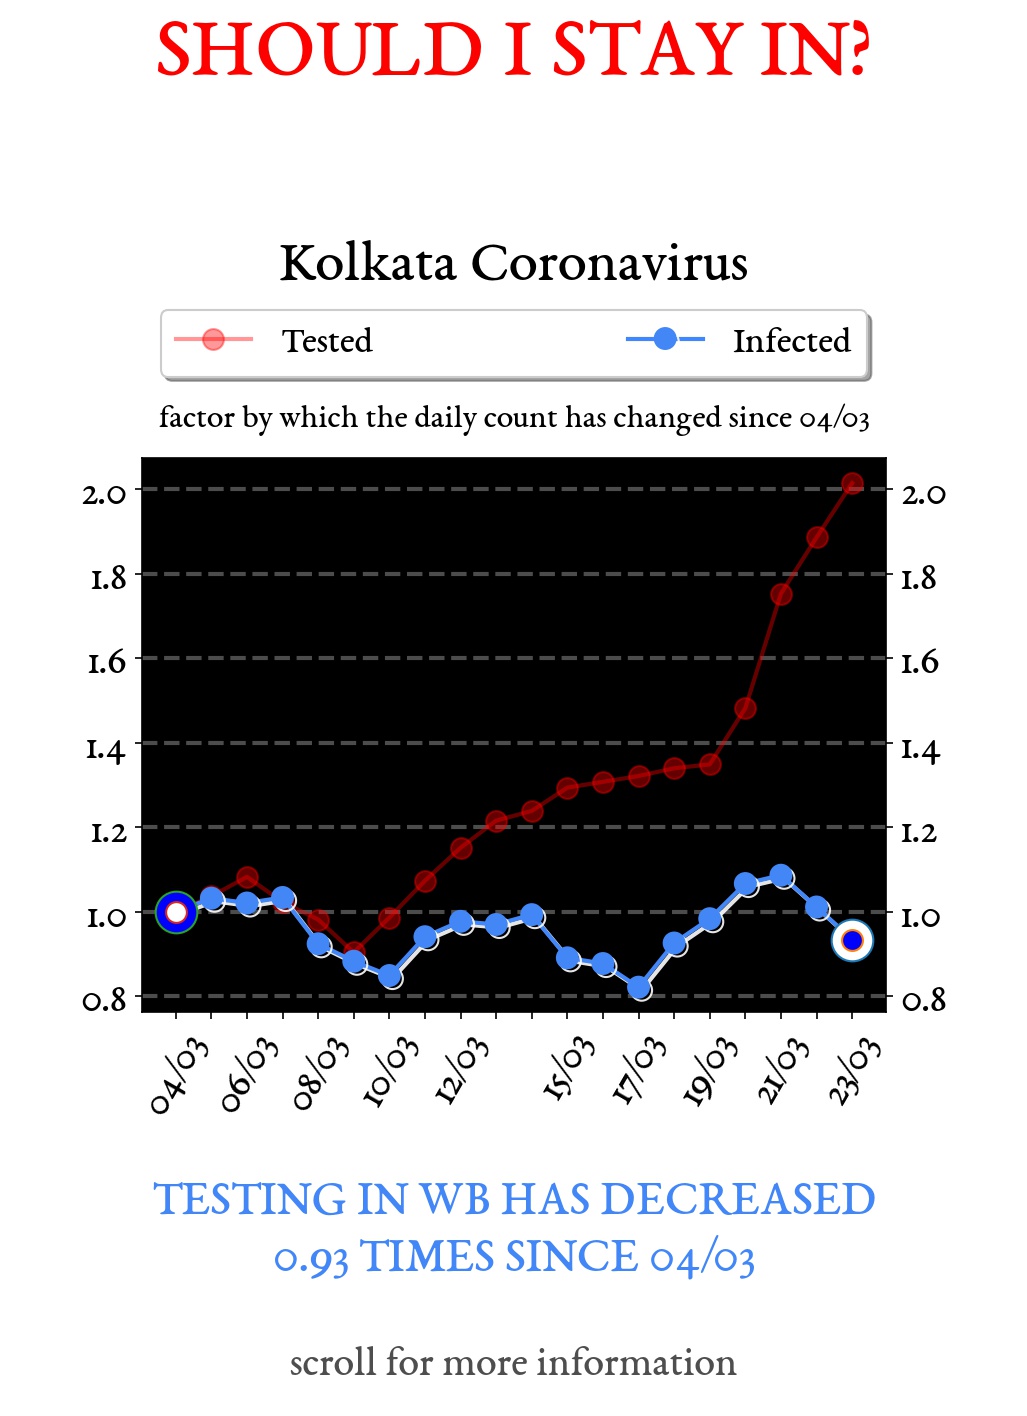 SHOULD I STAY IN?
Kolkata Coronavirus
Tested Infected
factor by which the daily count has changed since 04/03
2.0 2.0
1.8 1.8
1.6 1.6
1.4 1.4
1.2 1.2
1.0 1.0
0.8 0.8
04/03 06/03 08/03 10/03 12/03 15/03 17/03 19/03 21/03 23/03
TESTING IN WB HAS DECREASED
0.93 TIMES SINCE 04/03
scroll for more information